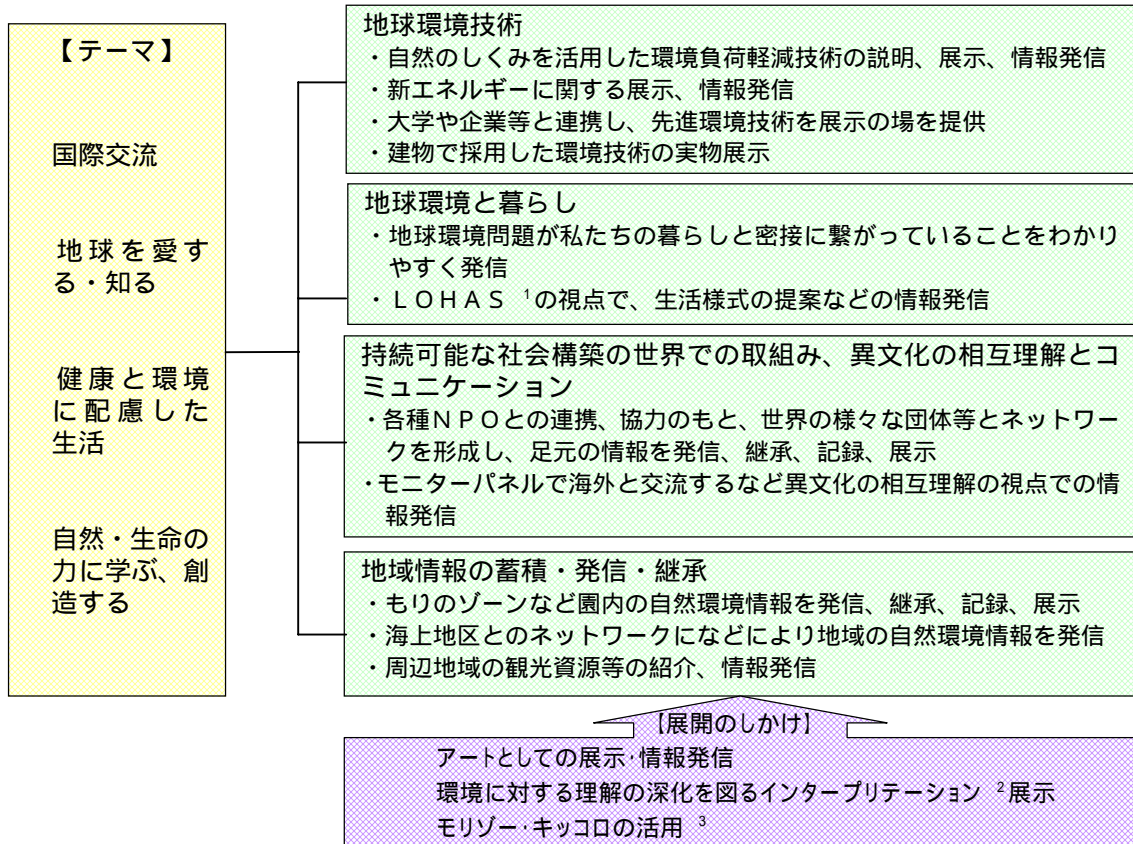 【テーマ】
国際交流
地球を愛す
る・知る
健康と環境
に配慮した
生活
自然・生命の
力に学ぶ、創
造する
地球環境技術
・自然のしくみを活用した環境負荷軽減技術の説明、展示、情報発信
・新エネルギーに関する展示、情報発信
・大学や企業等と連携し、先進環境技術を展示の場を提供
・建物で採用した環境技術の実物展示
地球環境と暮らし
・地球環境問題が私たちの暮らしと密接に繋がっていることをわかり
やすく発信
・ＬＯＨＡＳ ¹の視点で、生活様式の提案などの情報発信
持続可能な社会構築の世界での取組み、異文化の相互理解とコ
ミュニケーション
・各種ＮＰＯとの連携、協力のもと、世界の様々な団体等とネットワー
クを形成し、足元の情報を発信、継承、記録、展示
・モニターパネルで海外と交流するなど異文化の相互理解の視点での情
報発信
地域情報の蓄積・発信・継承
・もりのゾーンなど園内の自然環境情報を発信、継承、記録、展示
・海上地区とのネットワークになどにより地域の自然環境情報を発信
・周辺地域の観光資源等の紹介、情報発信
【展開のしかけ】
アートとしての展示・情報発信
環境に対する理解の深化を図るインタープリテーション ²展示
モリゾー・キッコロの活用 ³